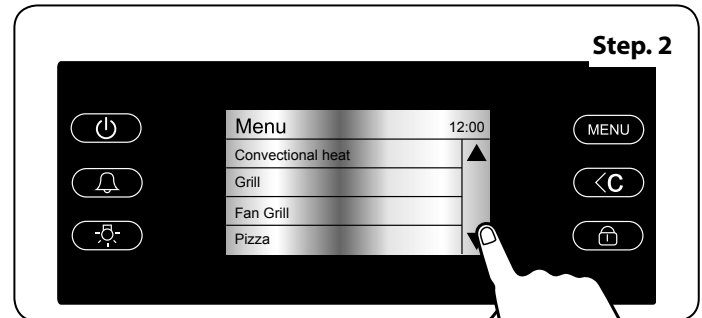 Step. 2
Menu 12:00
Convectional heat
Grill
Fan Grill
Pizza
MENU
<C